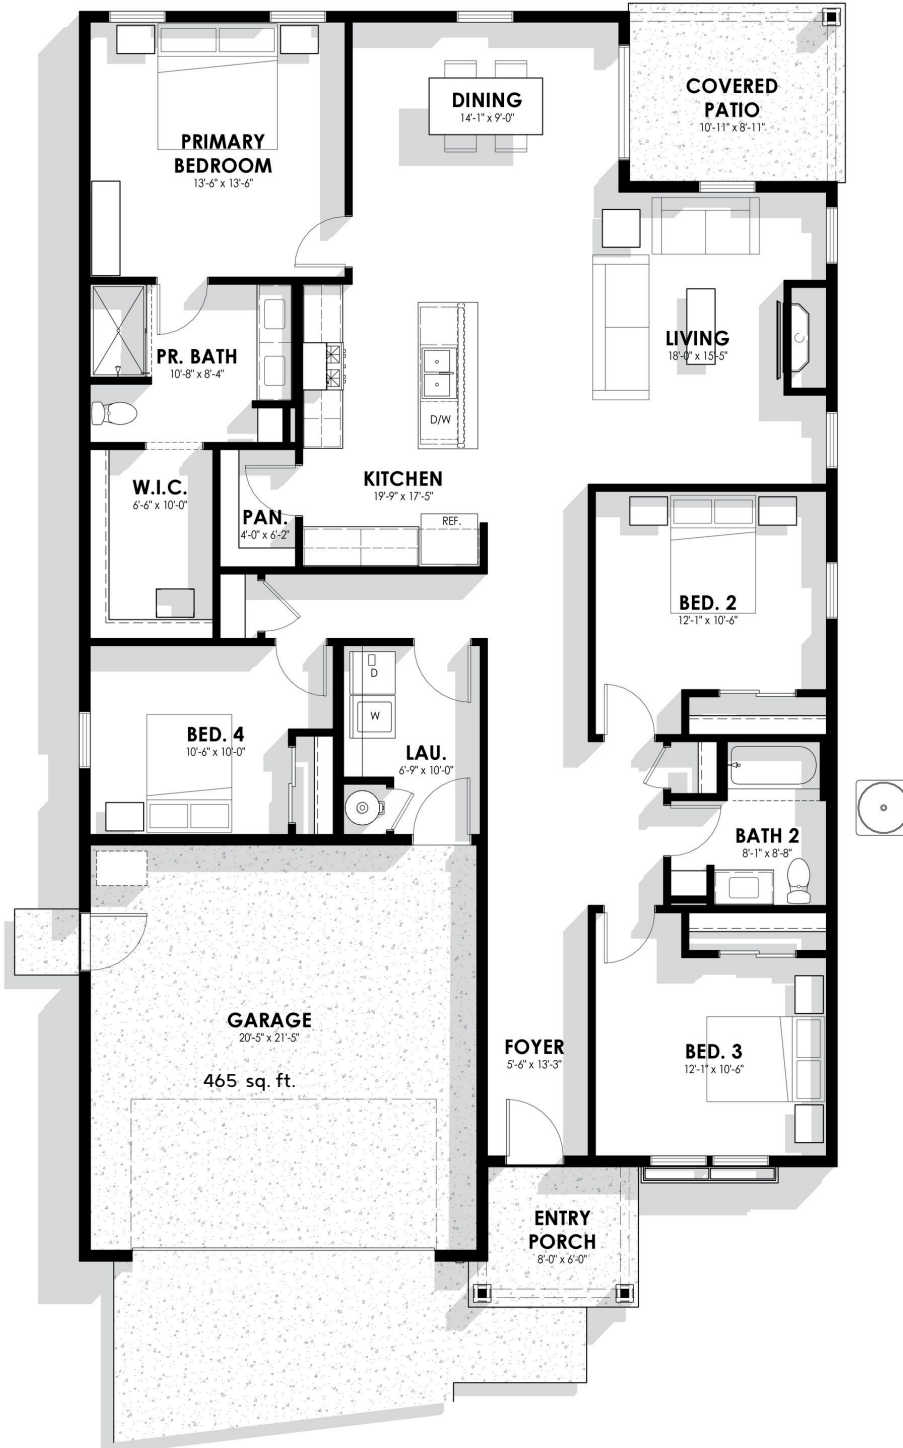 DINING
14'-1" x 9'-0"
COVERED
PATIO
10'-11" x 8'-11"
PRIMARY
BEDROOM
13'-6" x 13'-6"
PR. BATH
10'-8" x 8'-4"
LIVING
18'-0" x 15'-5"
D/W
KITCHEN
19'-9" x 17'-5"
W.I.C.
6'-6" x 10'-0"
PAN.
4'-0" x 6'-2"
REF.
BED. 2
12'-1" x 10'-6"
D
W
BED. 4
10'-6" x 10'-0"
LAU.
6'-9" x 10'-0"
BATH 2
8'-1" x 8'-8"
GARAGE
20'-5" x 21'-5"
465 sq. ft.
FOYER
5'-6" x 13'-3"
BED. 3
12'-1" x 10'-6"
ENTRY
PORCH
8'-0" x 6'-0"